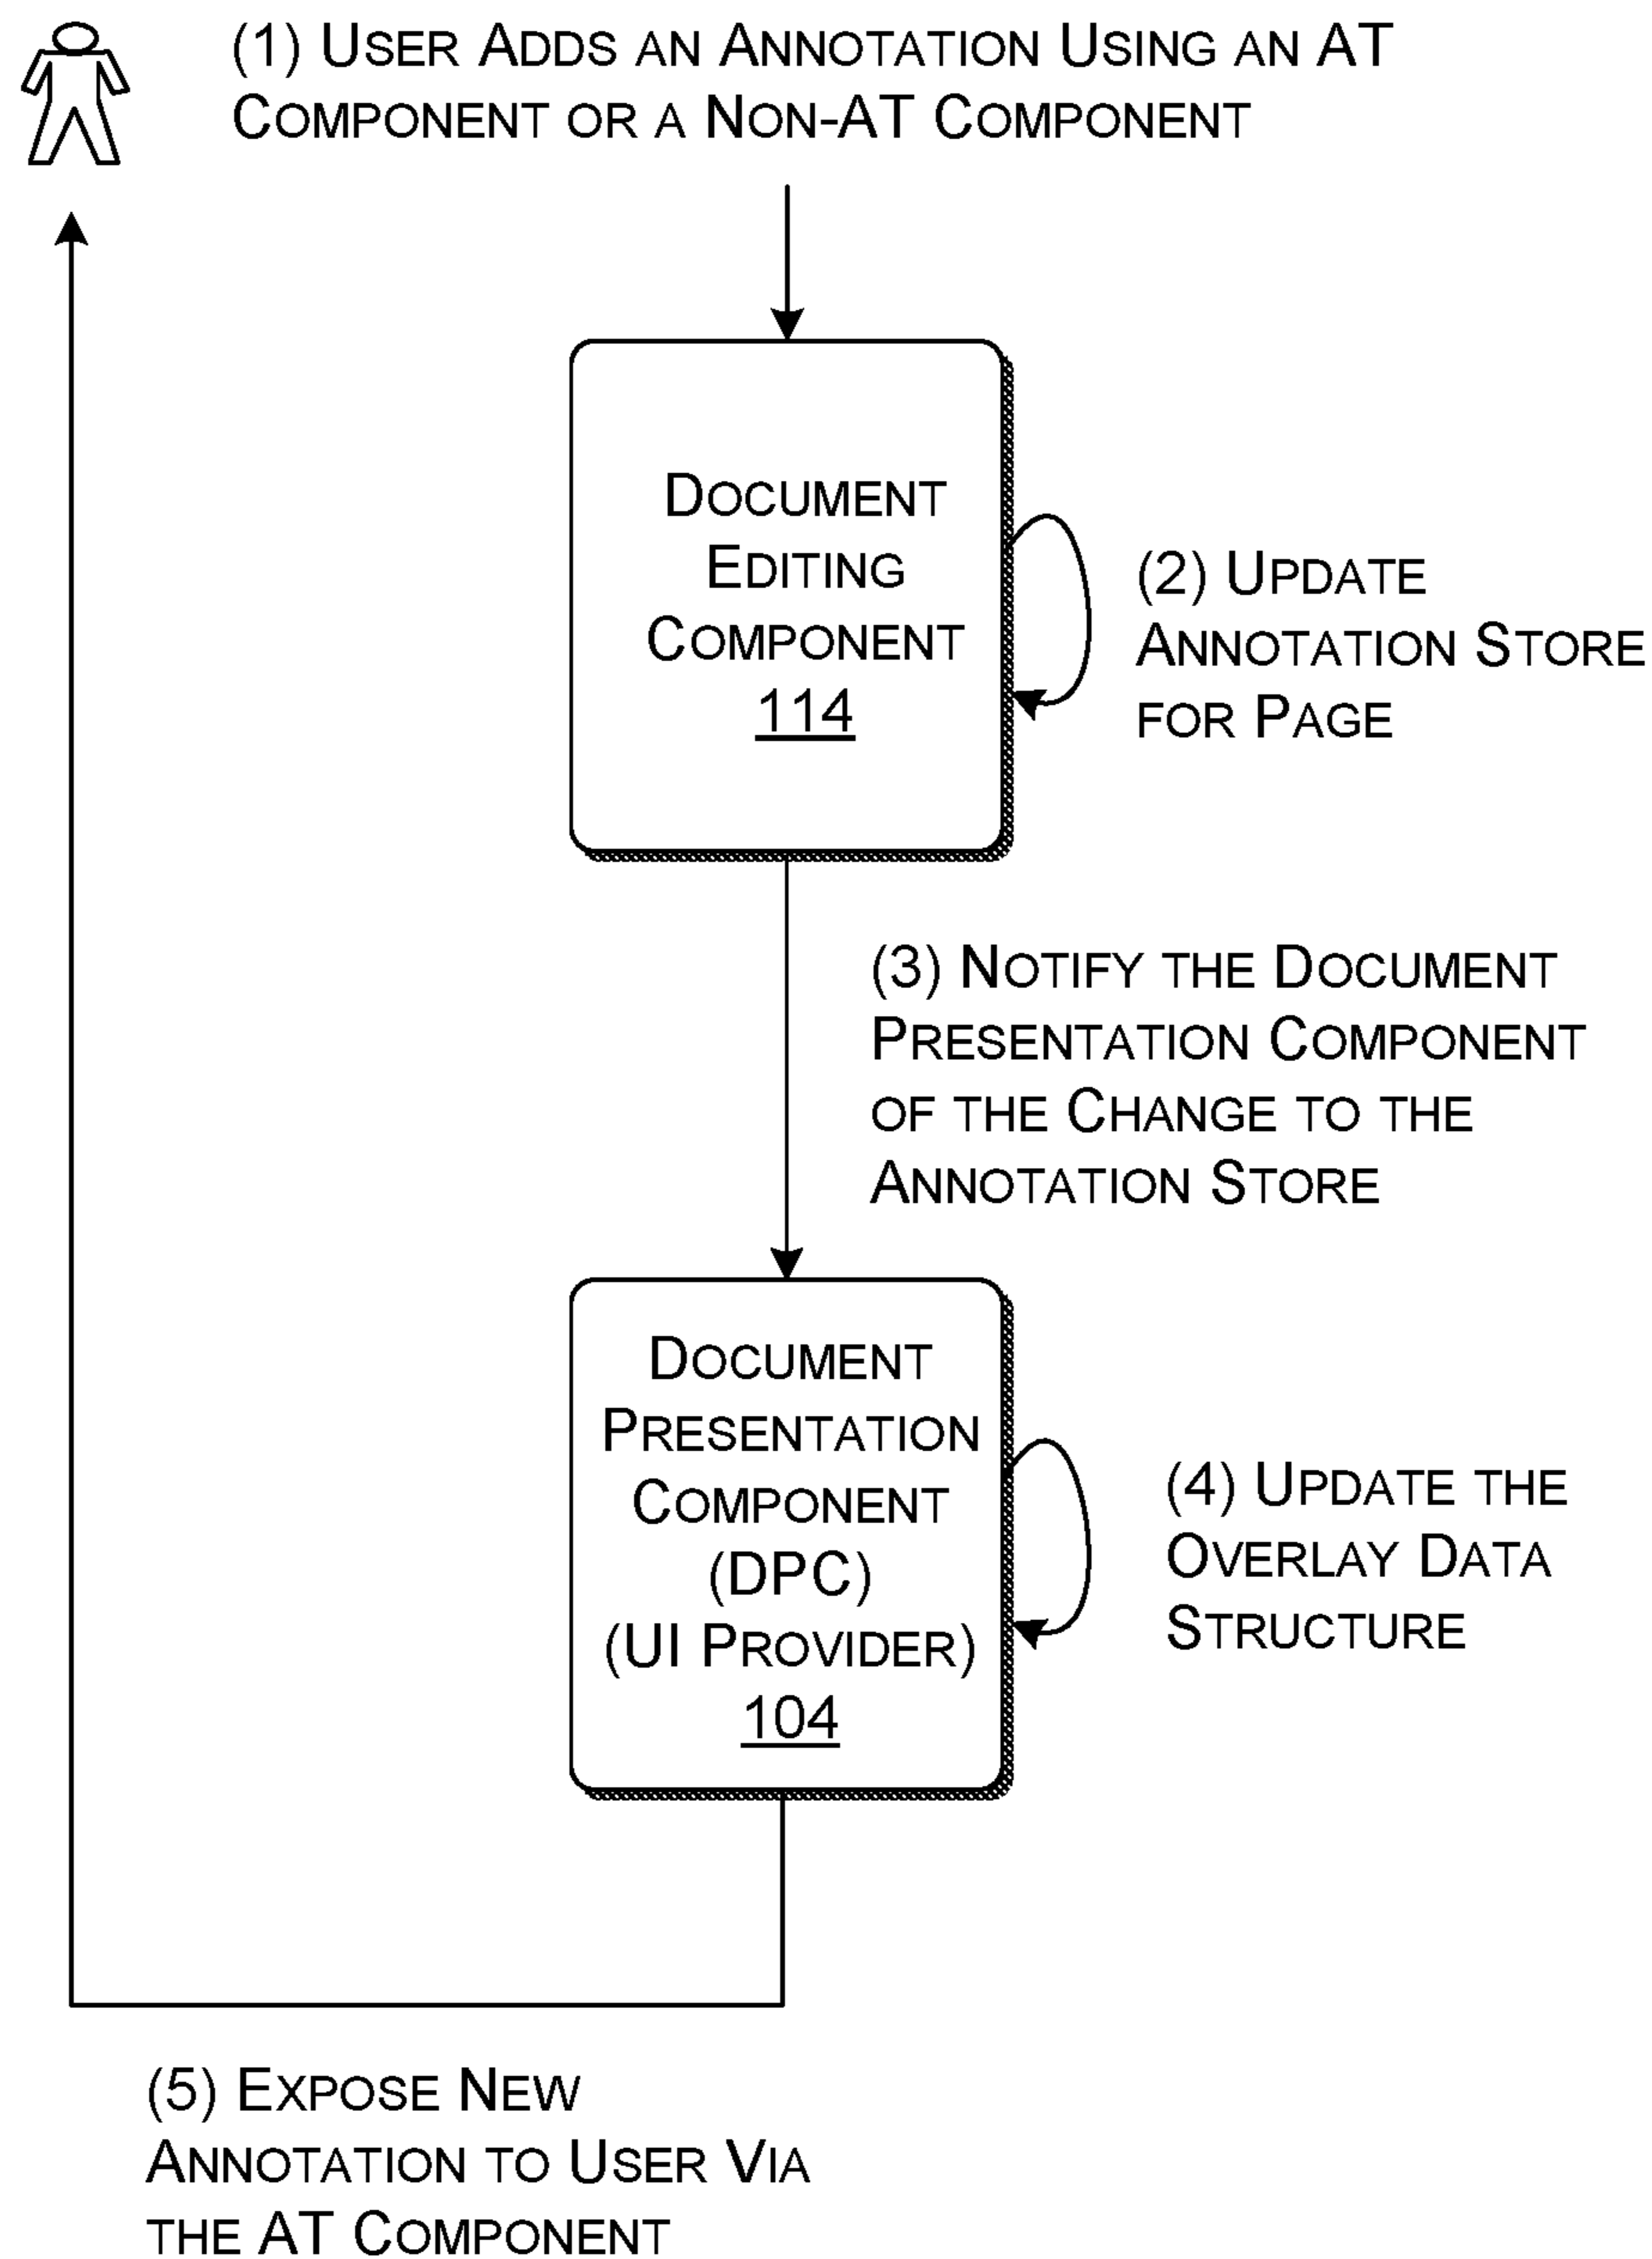 (1) User Adds an Annotation Using an AT
Component or a Non-AT Component
Document
Editing
Component
114
(2) Update
Annotation Store
for Page
(3) Notify the Document
Presentation Component
of the Change to the
Annotation Store
Document
Presentation
Component
(DPC)
(UI Provider)
104
(4) Update the
Overlay Data
Structure
(5) Expose New
Annotation to User Via
the AT Component